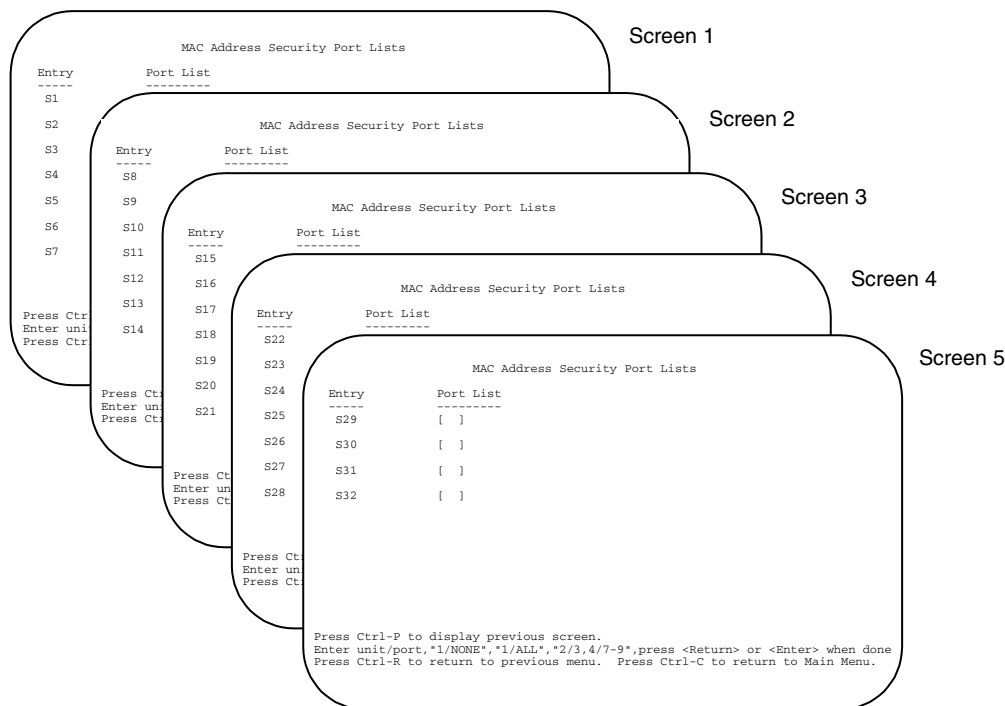 Screen 1
MAC Address Security Port Lists
Entry Port List
----- ---------
S1
S2
S3
S4
S5
S6
S7
Press Ctr
Enter uni
Press Ctr
Screen 2
MAC Address Security Port Lists
Entry Port List
----- ---------
S8
S9
S10
S11
S12
S13
S14
Press Ct
Enter un
Press Ct
Screen 3
MAC Address Security Port Lists
Entry Port List
----- ---------
S15
S16
S17
S18
S19
S20
S21
Press Ct
Enter un
Press Ct
Screen 4
MAC Address Security Port Lists
Entry Port List
----- ---------
S22
S23
S24
S25
S26
S27
S28
Press Ct
Enter un
Press Ct
Screen 5
MAC Address Security Port Lists
Entry Port List
----- ---------
S29 [ ]
S30 [ ]
S31 [ ]
S32 [ ]
Press Ctrl-P to display previous screen.
Enter unit/port,"1/NONE","1/ALL","2/3,4/7-9",press <Return> or <Enter> when done
Press Ctrl-R to return to previous menu. Press Ctrl-C to return to Main Menu.